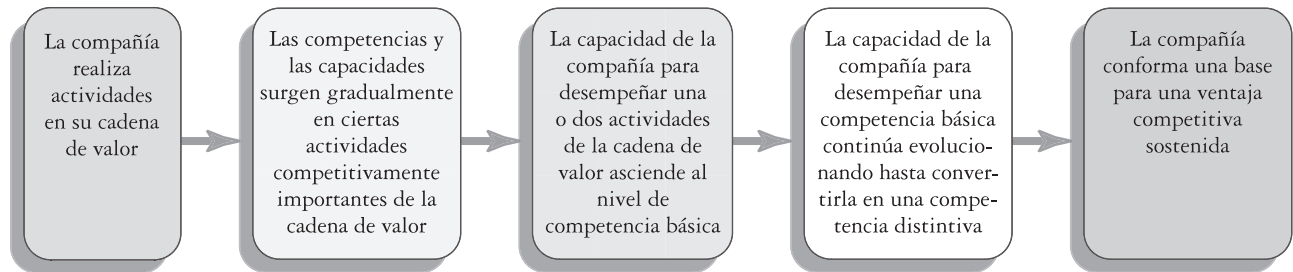 La compañía
realiza
actividades
en su cadena
de valor
Las competencias y
las capacidades
surgen gradualmente
en ciertas
actividades
competitivamente
importantes de la
cadena de valor
La capacidad de la
compañía para
desempeñar una
o dos actividades
de la cadena de
valor asciende al
nivel de
competencia básica
La capacidad de la
compañía para
desempeñar una
competencia básica
continúa evolucio-
nando hasta conver-
tirla en una compe-
tencia distintiva
La compañía
conforma una base
para una ventaja
competitiva
sostenida